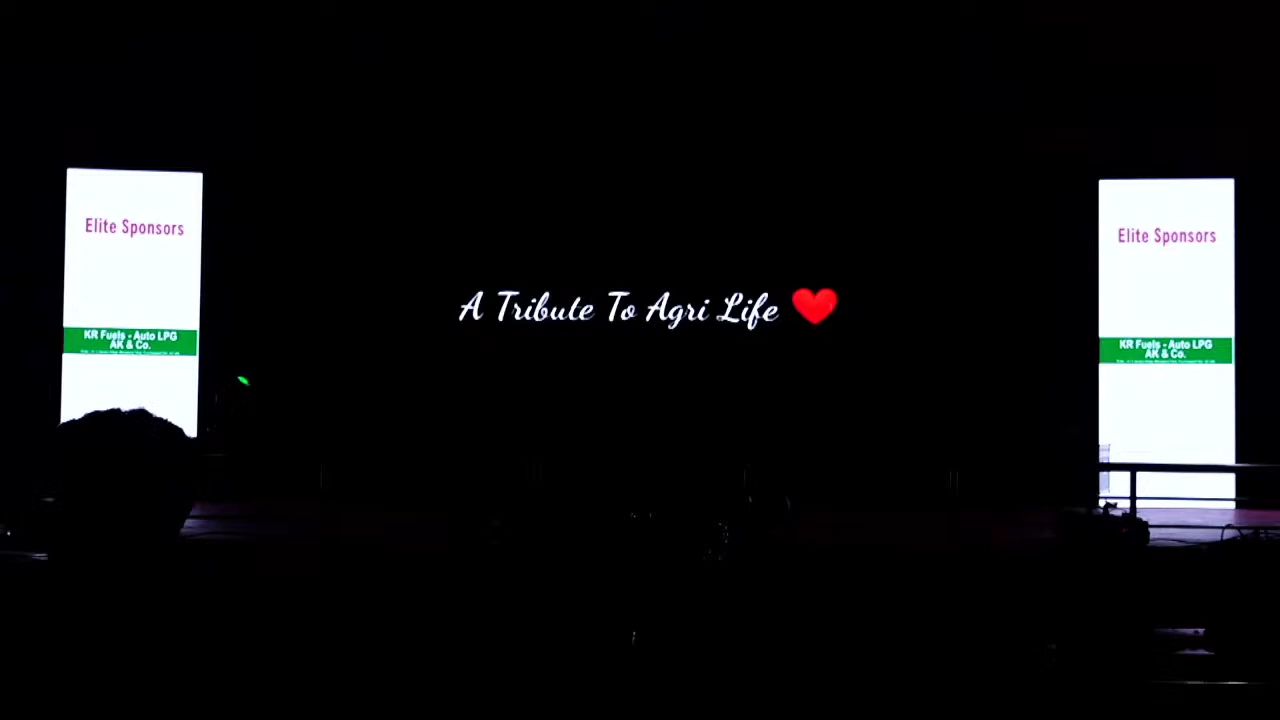 Elite Sponsors
KR Fuels - Auto LPG
AK & Co.
A Tribute To Agri Life ❤️
Elite Sponsors
KR Fuels - Auto LPG
AK & Co.